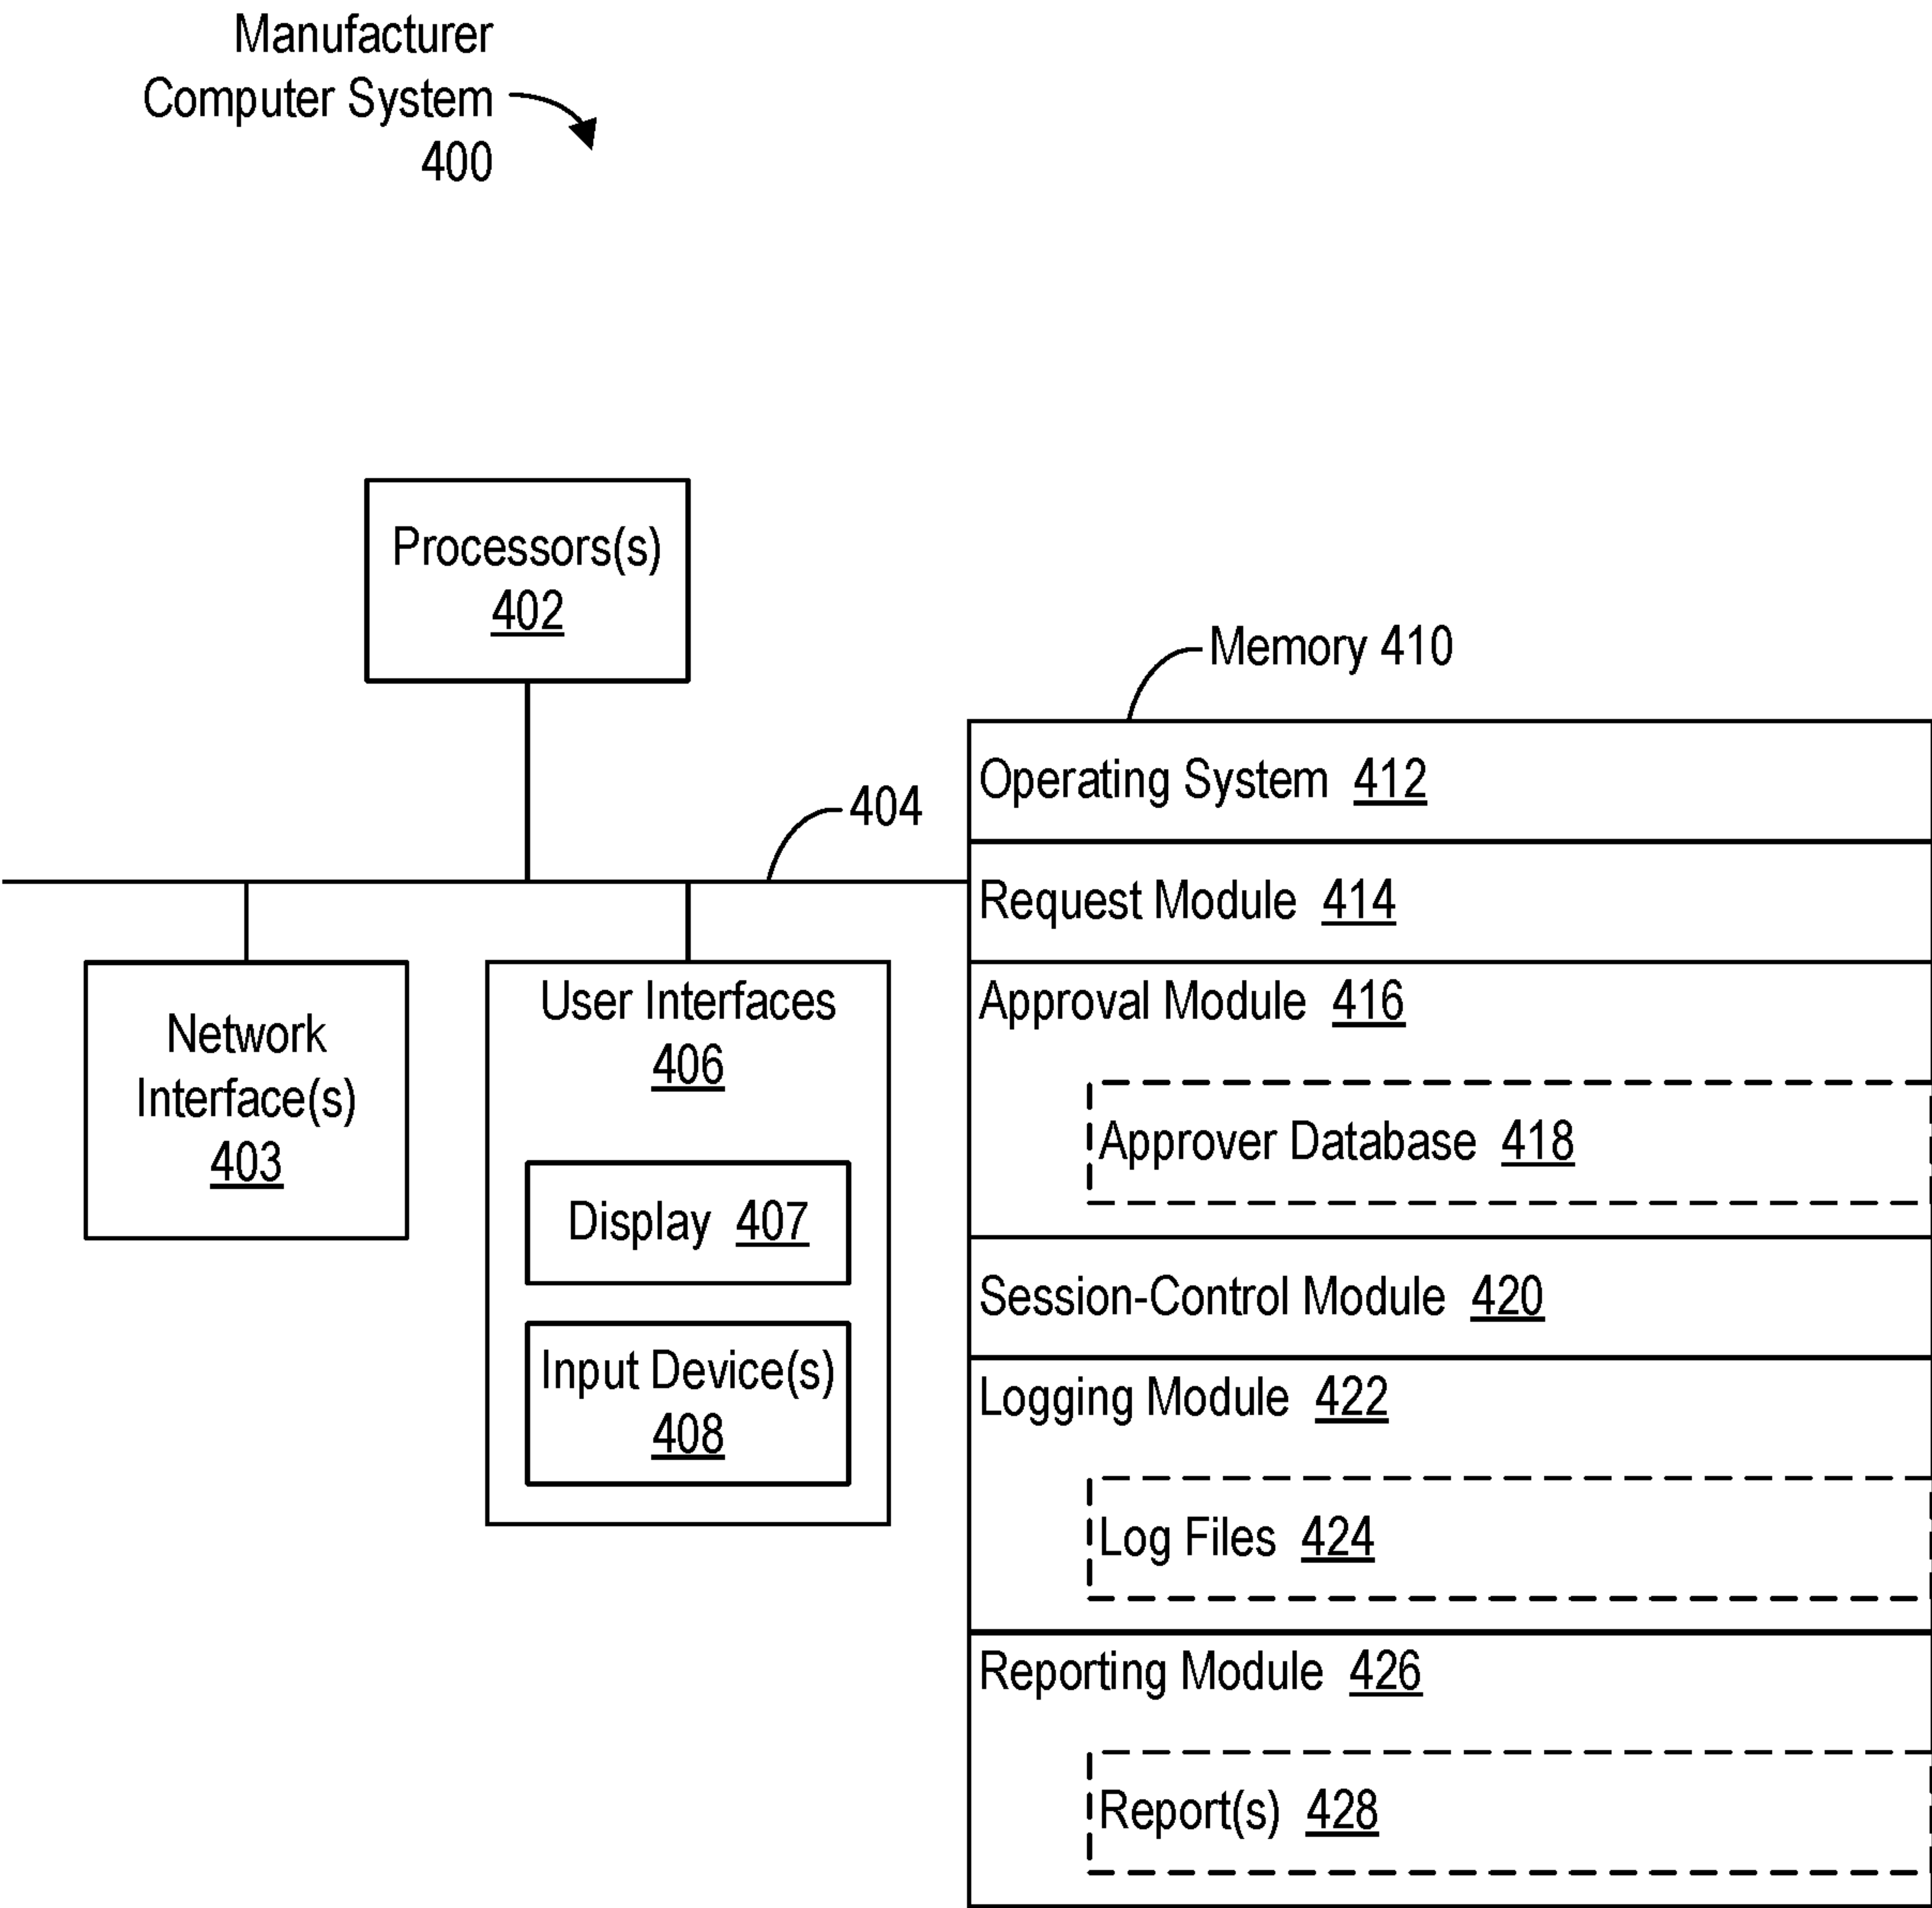 Manufacturer
Computer System
400
Processors(s)
402
Memory 410
404
Operating System 412
Request Module 414
Network
Interface(s)
403
User Interfaces
406
Display 407
Input Device(s)
408
Approval Module 416
Approver Database 418
Session-Control Module 420
Logging Module 422
Log Files 424
Reporting Module 426
Report(s) 428